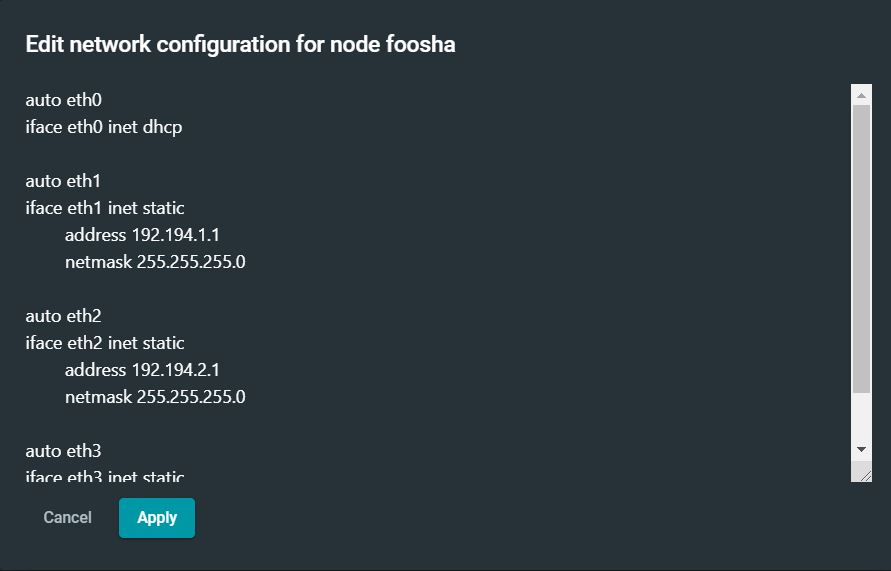 Edit network configuration for node foosha
auto eth0
iface eth0 inet dhcp
auto eth1
iface eth1 inet static
address 192.194.1.1
netmask 255.255.255.0
auto eth2
iface eth2 inet static
address 192.194.2.1
netmask 255.255.255.0
auto eth3
iface eth3 inet static
Cancel
Apply